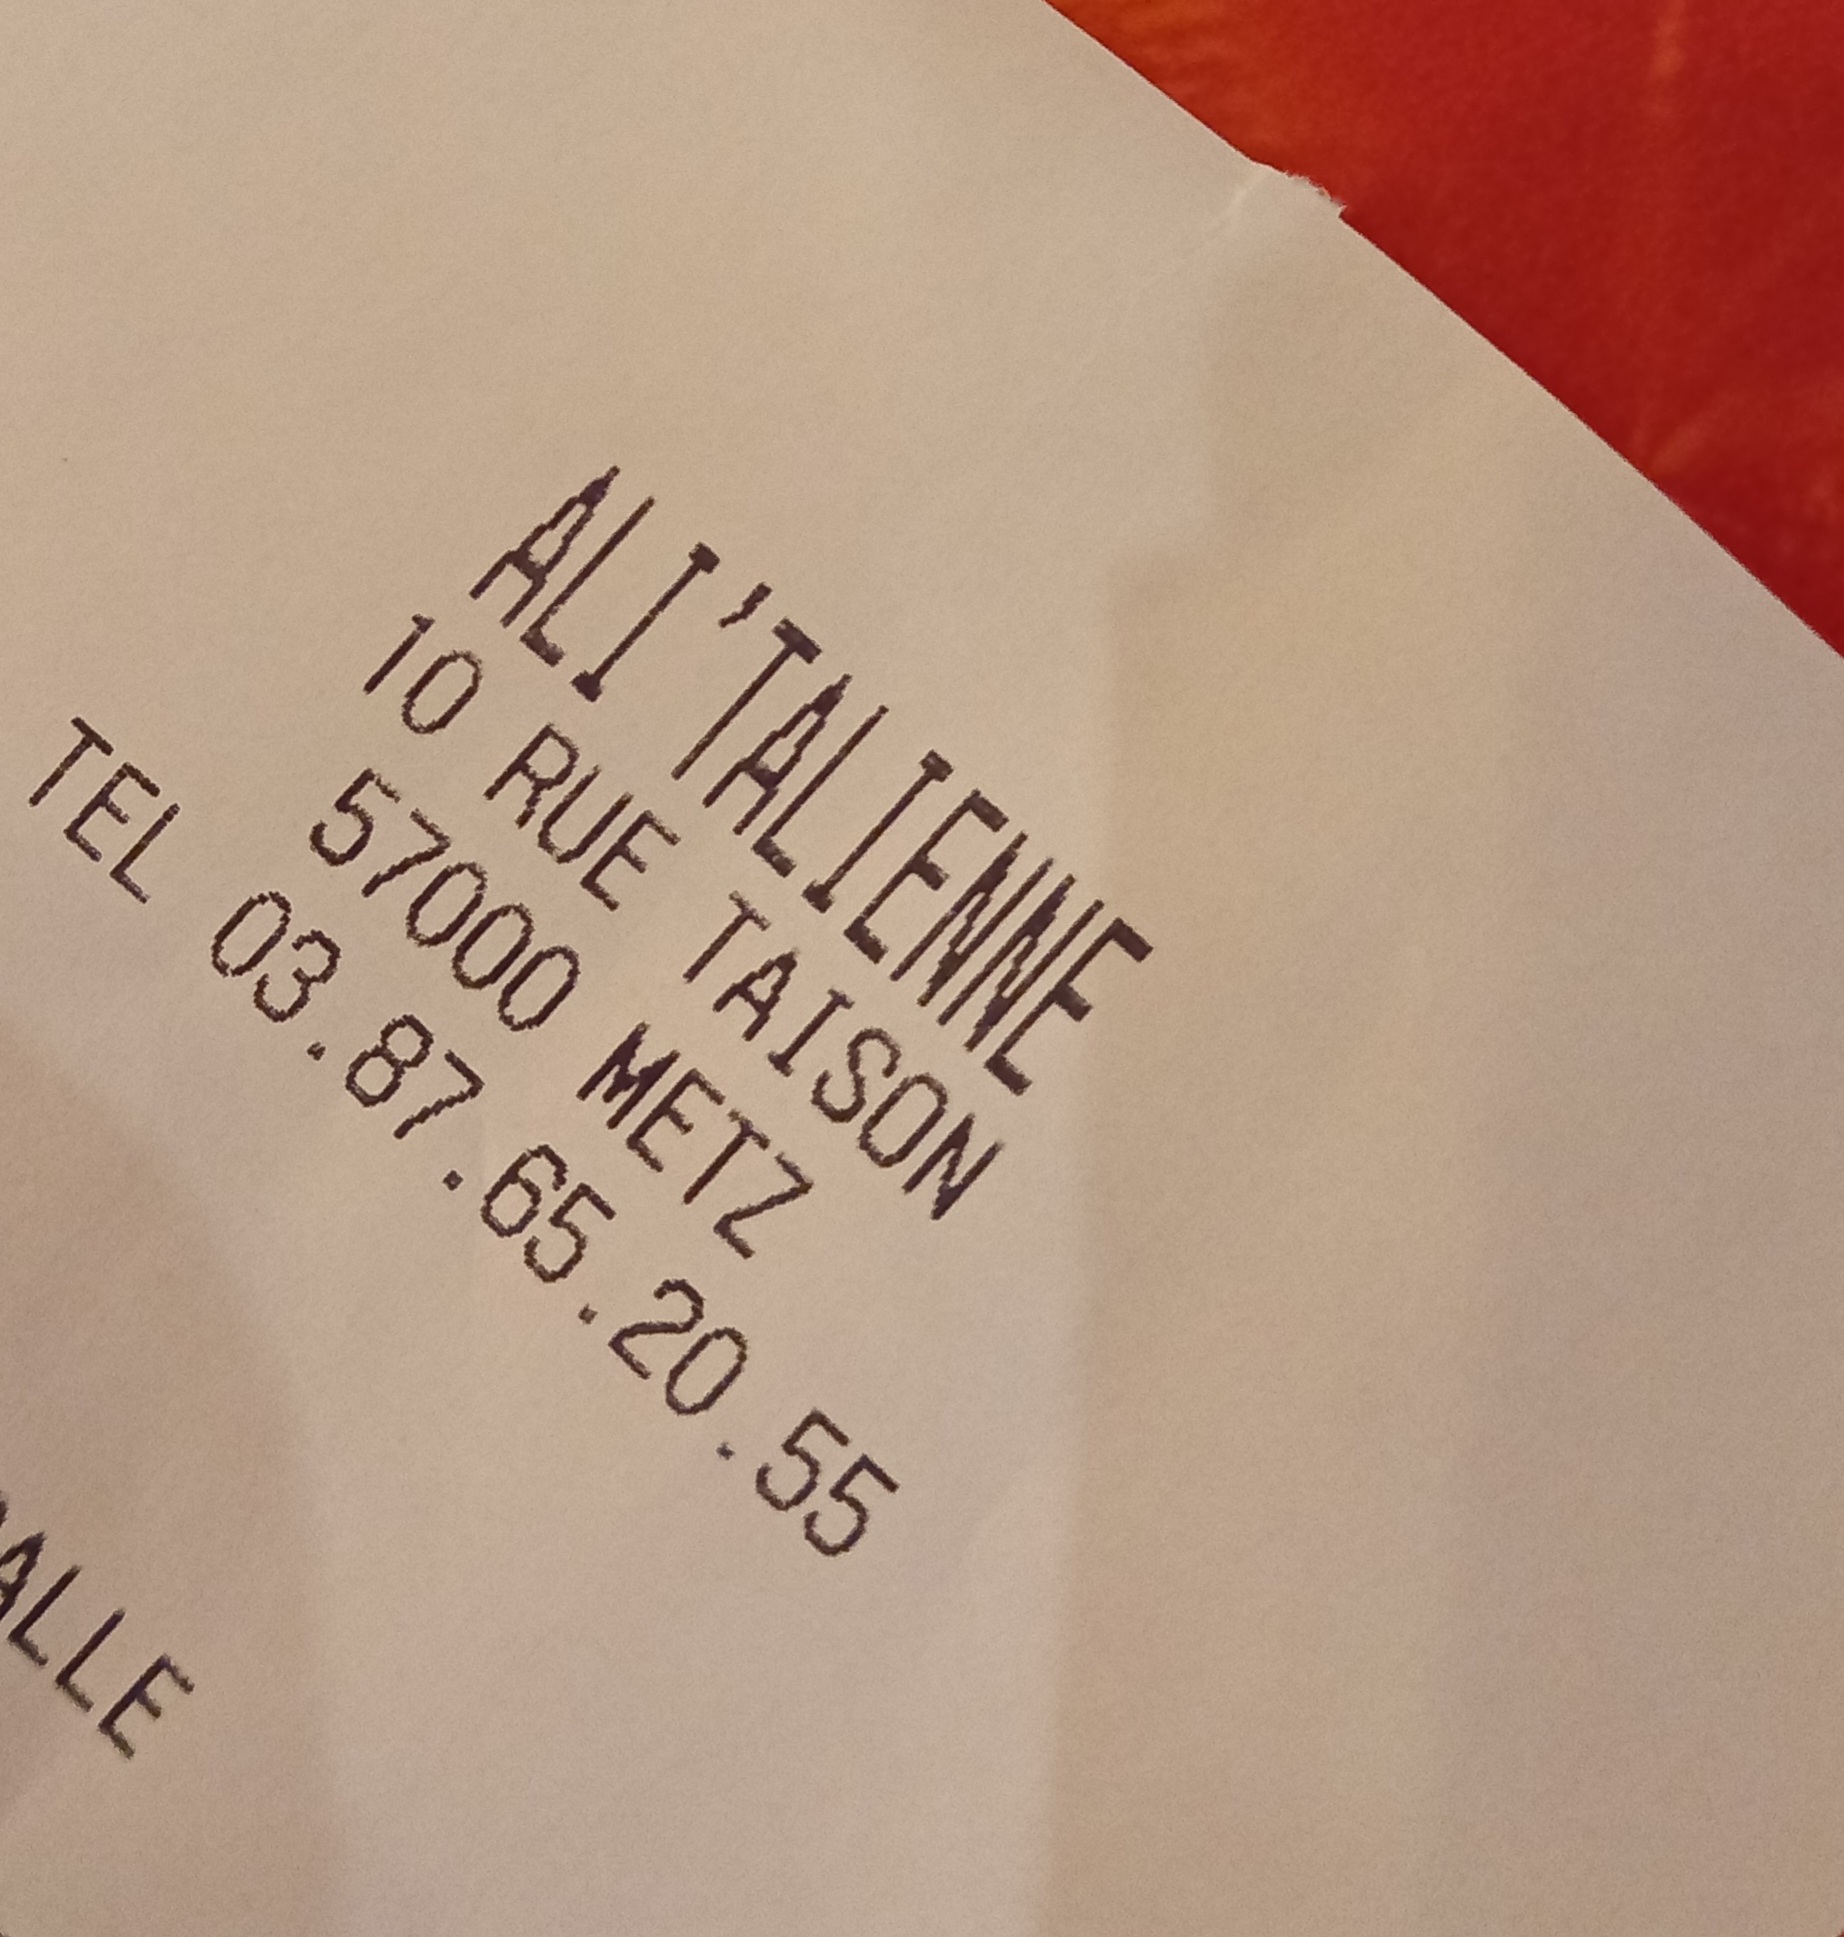 ALI'TALIENNE
10 RUE TAISON
57000 METZ
TEL 03.87.65.20.55